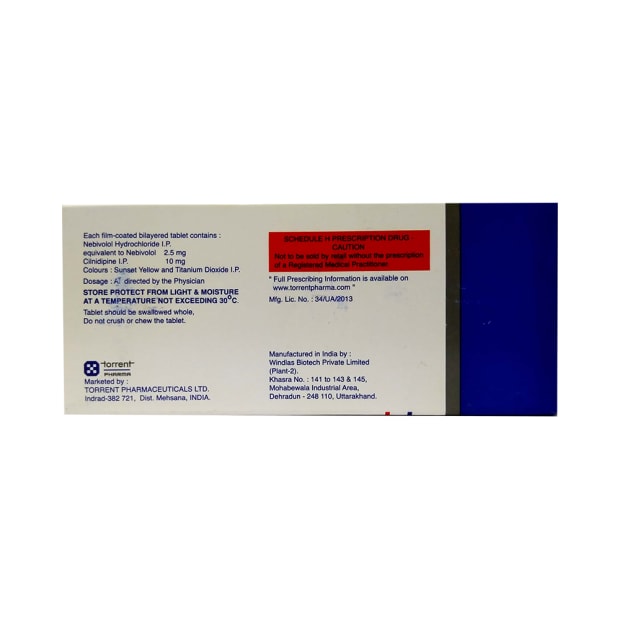 Each film-coated bilayered tablet contains :
Nebivolol Hydrochloride I.P.
equivalent to Nebivolol 2.5 mg
Cilnidipine I.P. 10 mg
Colours : Sunset Yellow and Titanium Dioxide I.P.
Dosage : As directed by the Physician
STORE PROTECT FROM LIGHT & MOISTURE
AT A TEMPERATURE NOT EXCEEDING 30°C.
Tablet should be swallowed whole,
Do not crush or chew the tablet.
torrent
PHARMA
Marketed by :
TORRENT PHARMACEUTICALS LTD.
Indrad-382 721, Dist. Mehsana, INDIA.
SCHEDULE H PRESCRIPTION DRUG -
CAUTION
Not to be sold by retail without the prescription
of a Registered Medical Practitioner.
" Full Prescribing Information is available on
www.torrentpharma.com "
Mfg. Lic. No. : 34/UA/2013
Manufactured in India by :
Windlas Biotech Private Limited
(Plant-2).
Khasra No. : 141 to 143 & 145,
Mohabewala Industrial Area,
Dehradun - 248 110, Uttarakhand.